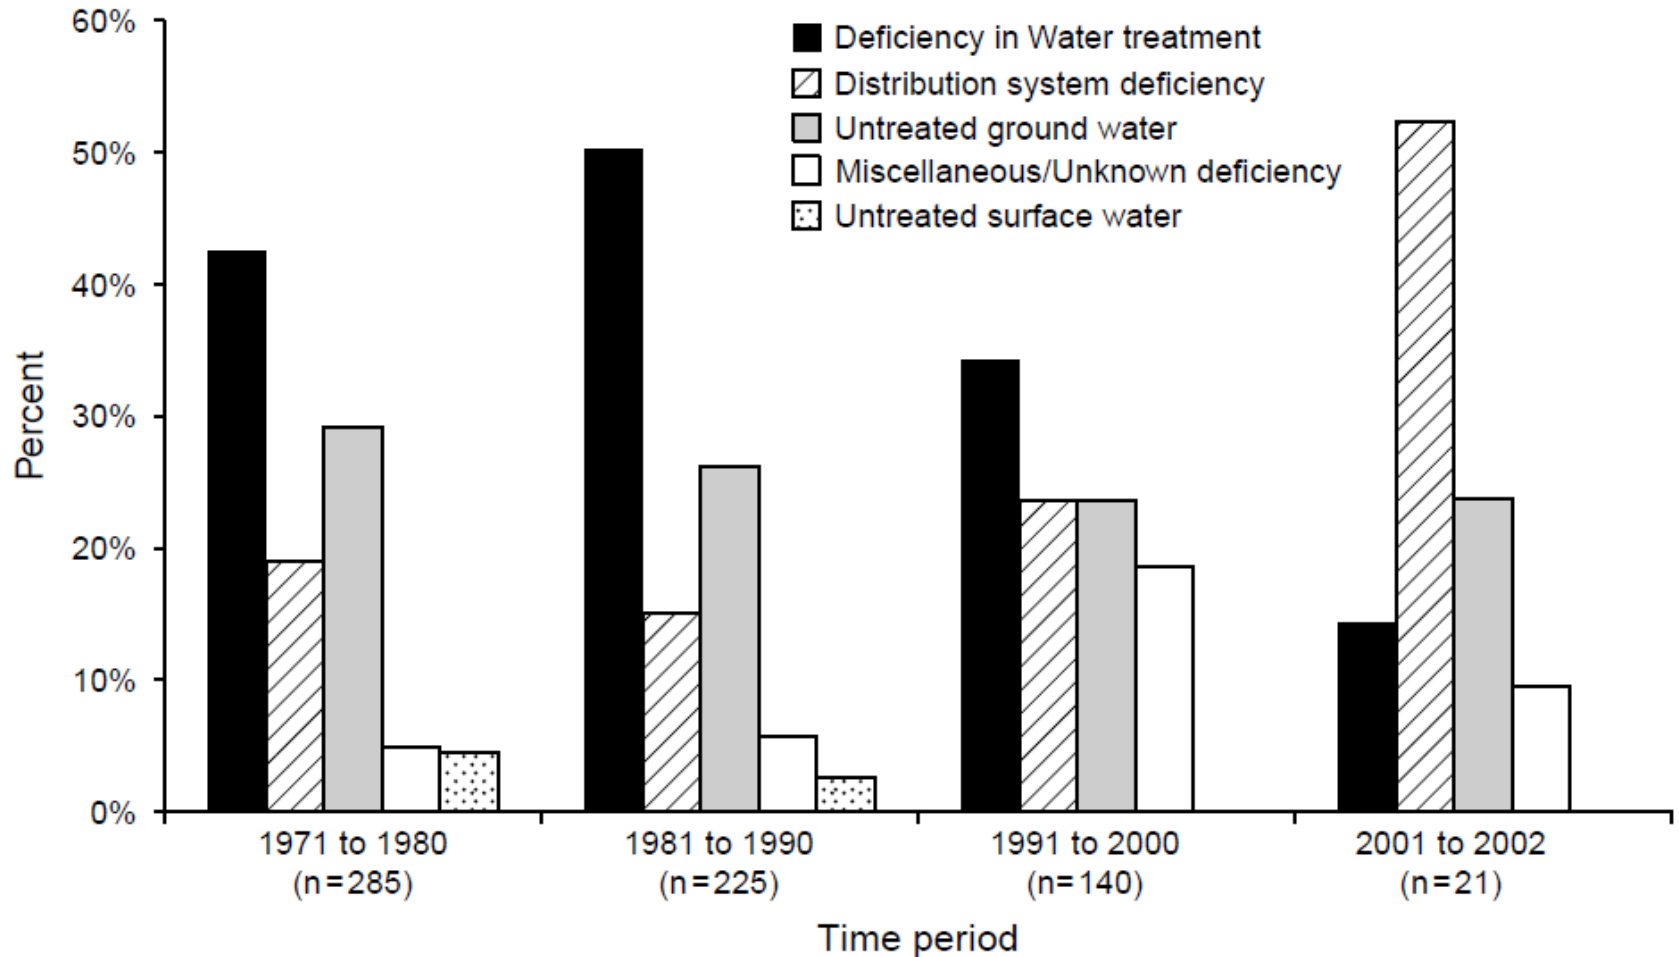 60%
50%
40%
30%
20%
10%
0%
Percent
Deficiency in Water treatment
Distribution system deficiency
Untreated ground water
Miscellaneous/Unknown deficiency
Untreated surface water
1971 to 1980
(n=285)
1981 to 1990
(n=225)
1991 to 2000
(n=140)
2001 to 2002
(n=21)
Time period